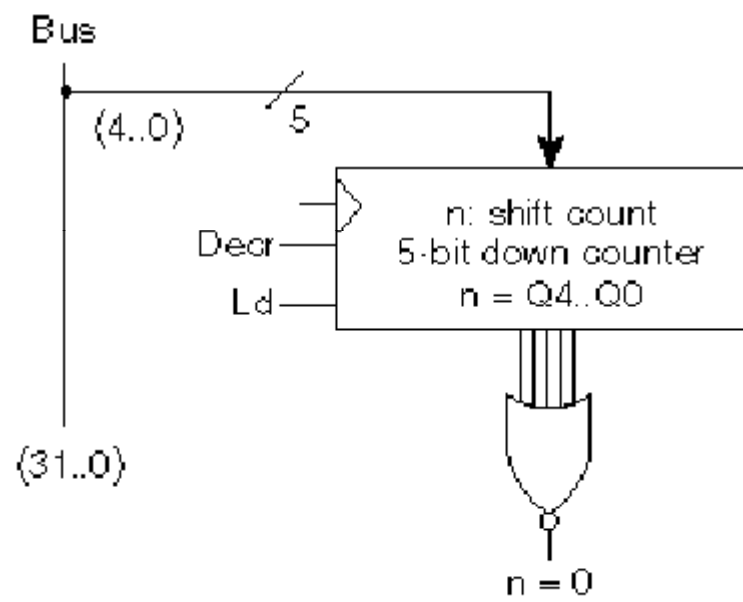 Bus
(4..0)
5
n: shift count
5-bit down counter
n = Q4..Q0
Decr
Ld
(31..0)
n = 0